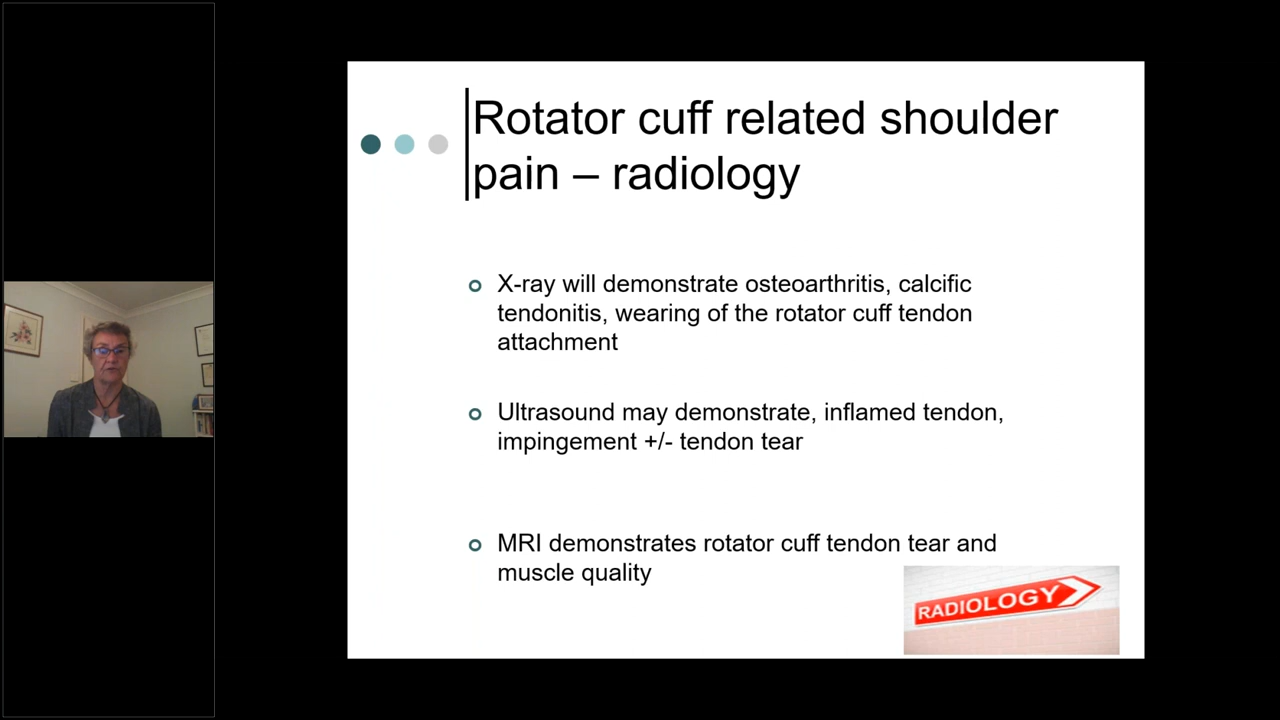 Rotator cuff related shoulder
pain – radiology
X-ray will demonstrate osteoarthritis, calcific
tendonitis, wearing of the rotator cuff tendon
attachment
Ultrasound may demonstrate, inflamed tendon,
impingement +/- tendon tear
MRI demonstrates rotator cuff tendon tear and
muscle quality
RADIOLOGY